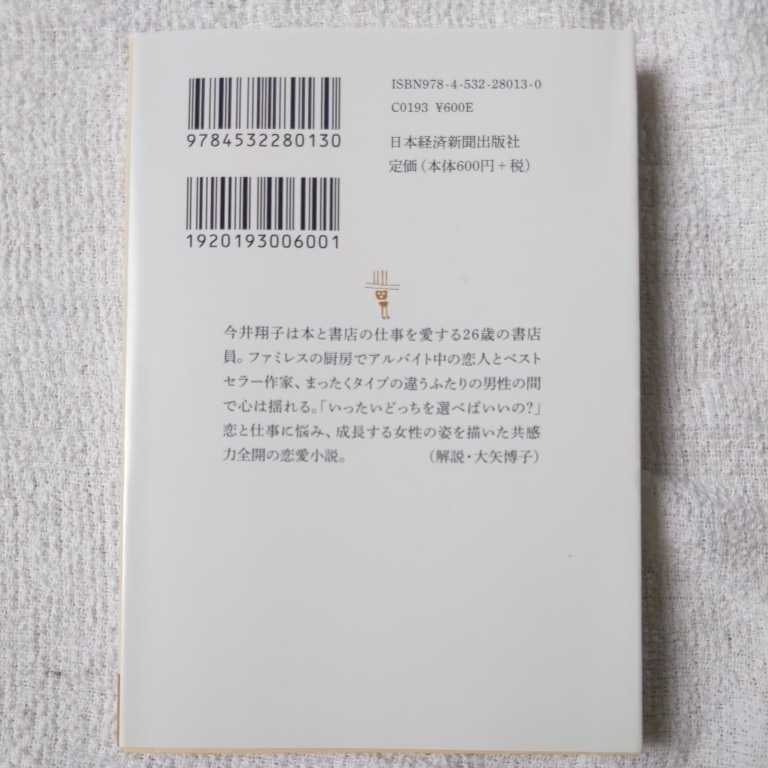 ISBN978-4-532-28013-0
C0193 ¥600E
9784532280130
日本経済新聞出版社
定価（本体600円＋税）
1920193006001
今井翔子は本と書店の仕事を愛する26歳の書店
員。ファミレスの厨房でアルバイト中の恋人とベスト
セラー作家、まったくタイプの違うふたりの男性の間
で心は揺れる。「いったいどっちを選べばいいの？」
恋と仕事に悩み、成長する女性の姿を描いた共感
力全開の恋愛小説。 （解説・大矢博子）